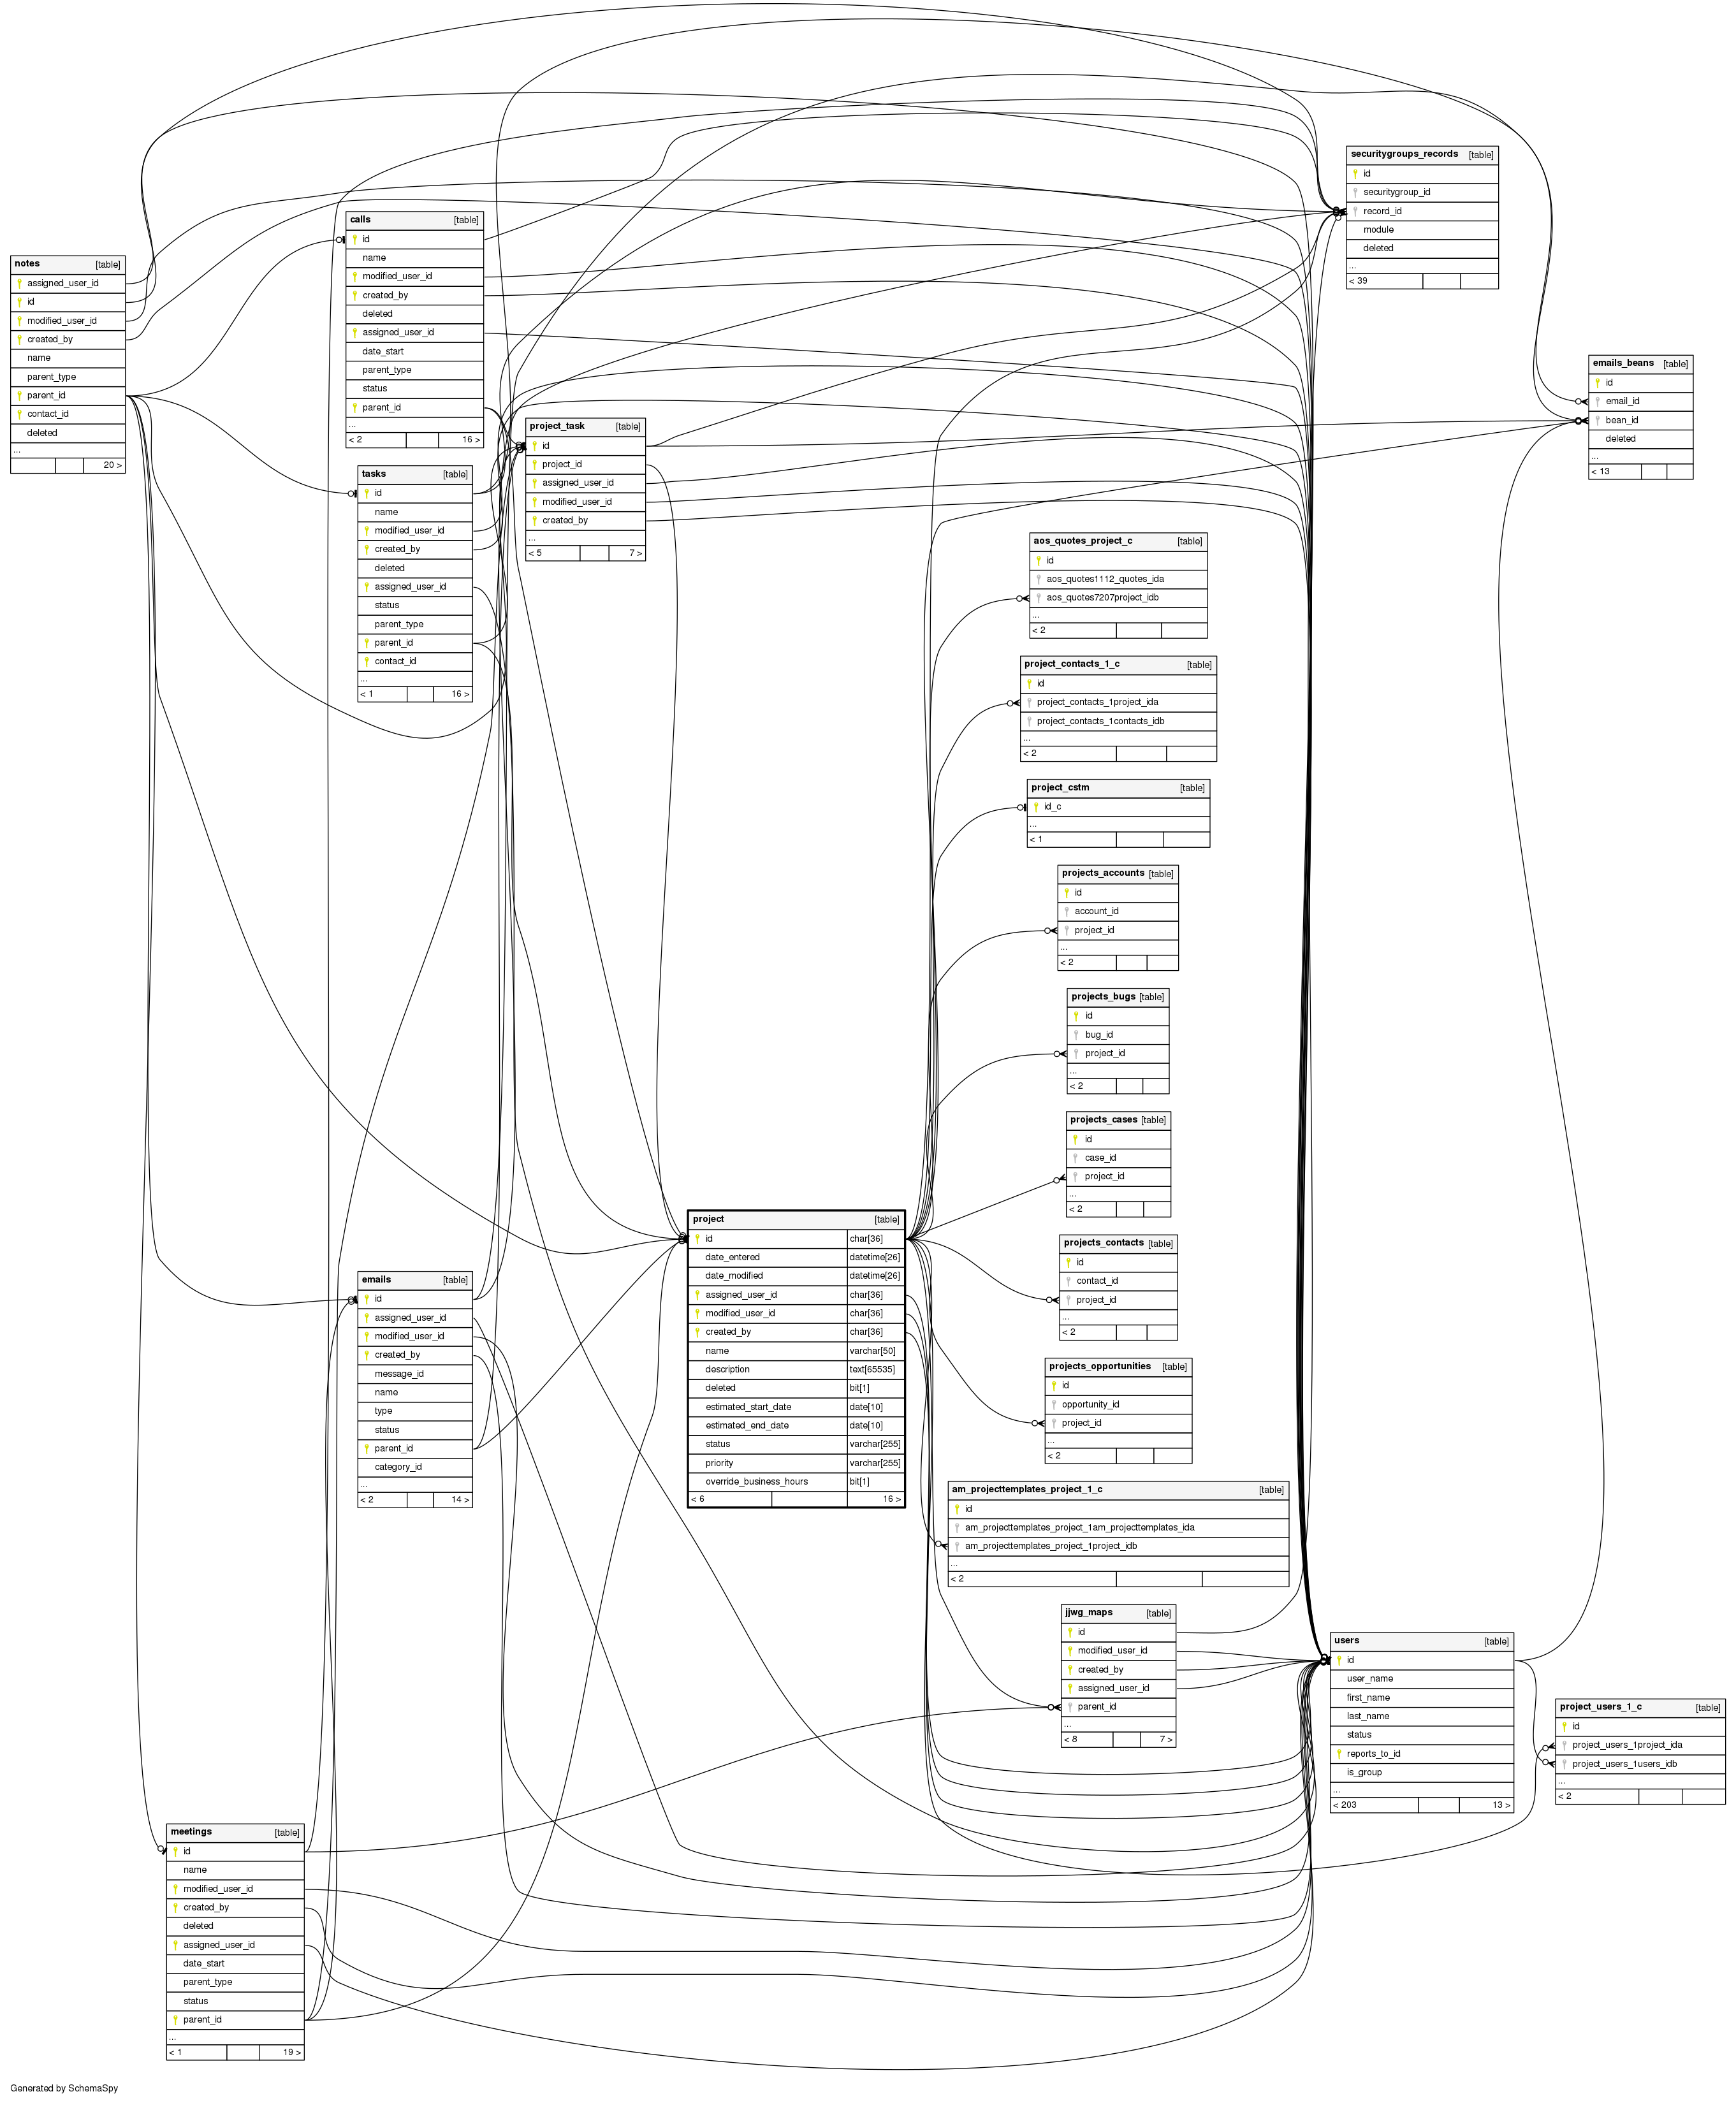 securitygroups_records [table]
id
securitygroup_id
record_id
module
deleted
...
< 39
calls [table]
id
name
modified_user_id
created_by
deleted
assigned_user_id
date_start
parent_type
status
parent_id
...
< 2 16 >
notes [table]
assigned_user_id
id
modified_user_id
created_by
name
parent_type
parent_id
contact_id
deleted
...
20 >
emails_beans [table]
id
email_id
bean_id
deleted
...
< 13
project_task [table]
id
project_id
assigned_user_id
modified_user_id
created_by
...
< 5 7 >
tasks [table]
id
name
modified_user_id
created_by
deleted
assigned_user_id
status
parent_type
parent_id
contact_id
...
< 1 16 >
aos_quotes_project_c [table]
id
aos_quotes1112_quotes_ida
aos_quotes7207project_idb
...
< 2
project_contacts_1_c [table]
id
project_contacts_1project_ida
project_contacts_1contacts_idb
...
< 2
project_cstm [table]
id_c
...
< 1
projects_accounts [table]
id
account_id
project_id
...
< 2
projects_bugs [table]
id
bug_id
project_id
...
< 2
projects_cases [table]
id
case_id
project_id
...
< 2
project [table]
id char[36]
date_entered datetime[26]
date_modified datetime[26]
assigned_user_id char[36]
modified_user_id char[36]
created_by char[36]
name varchar[50]
description text[65535]
deleted bit[1]
estimated_start_date date[10]
estimated_end_date date[10]
status varchar[255]
priority varchar[255]
override_business_hours bit[1]
< 6 16 >
projects_contacts [table]
id
contact_id
project_id
...
< 2
emails [table]
id
assigned_user_id
modified_user_id
created_by
message_id
name
type
status
parent_id
category_id
...
< 2 14 >
projects_opportunities [table]
id
opportunity_id
project_id
...
< 2
am_projecttemplates_project_1_c [table]
id
am_projecttemplates_project_1am_projecttemplates_ida
am_projecttemplates_project_1project_idb
...
< 2
jjwg_maps [table]
id
modified_user_id
created_by
assigned_user_id
parent_id
...
< 8 7 >
users [table]
id
user_name
first_name
last_name
status
reports_to_id
is_group
...
< 203 13 >
project_users_1_c [table]
id
project_users_1project_ida
project_users_1users_idb
...
< 2
meetings [table]
id
name
modified_user_id
created_by
deleted
assigned_user_id
date_start
parent_type
status
parent_id
...
< 1 19 >
Generated by SchemaSpy